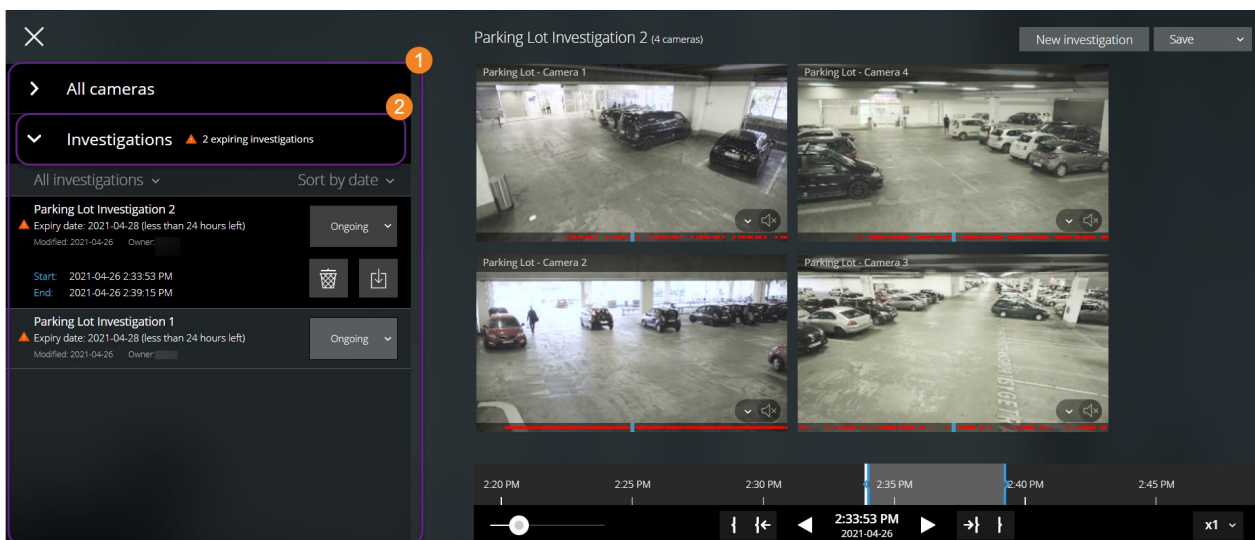 1
All cameras
2
Investigations 2 expiring investigations
All investigations Sort by date
Parking Lot Investigation 2
Expiry date: 2021-04-28 (less than 24 hours left)
Modified: 2021-04-26 Owner:
Ongoing
Start: 2021-04-26 2:33:53 PM
End: 2021-04-26 2:39:15 PM
Parking Lot Investigation 1
Expiry date: 2021-04-28 (less than 24 hours left)
Modified: 2021-04-26 Owner:
Ongoing
Parking Lot Investigation 2 (4 cameras)
New investigation Save
Parking Lot - Camera 1
Parking Lot - Camera 4
Parking Lot - Camera 2
Parking Lot - Camera 3
2:20 PM 2:25 PM 2:30 PM 2:35 PM 2:40 PM 2:45 PM
2:33:53 PM
2021-04-26
x1